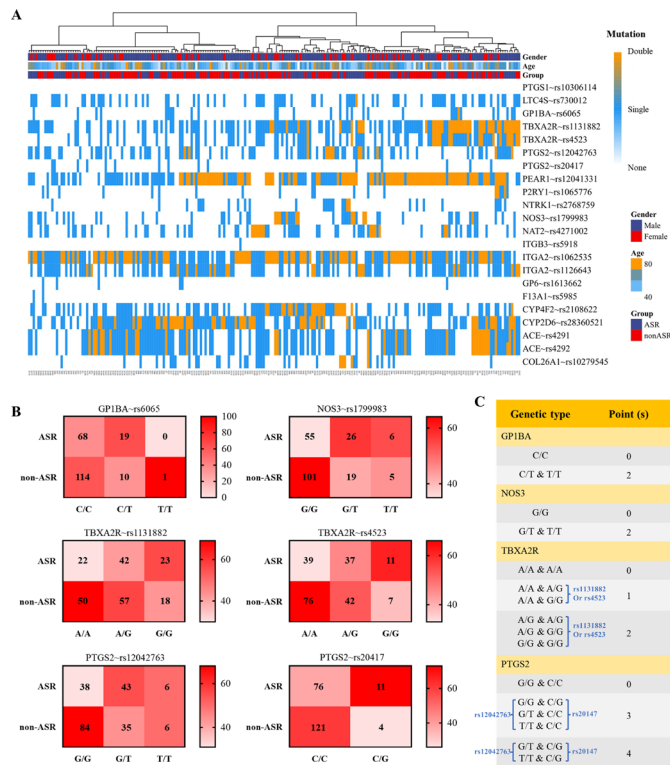 A
Gender
Age
Group
PTGS1~rs10306114
LTC4S~rs730012
GP1BA~rs6065
TBXA2R~rs1131882
TBXA2R~rs4523
PTGS2~rs12042763
PTGS2~rs20417
PEAR1~rs12041331
P2RY1~rs1065776
NTRK1~rs2768759
NOS3~rs1799983
NAT2~rs4271002
ITGB3~rs5918
ITGA2~rs1062535
ITGA2~rs1126643
GP6~rs1613662
F13A1~rs5985
CYP4F2~rs2108622
CYP2D6~rs28360521
ACE~rs4291
ACE~rs4292
COL26A1~rs10279545
Mutation
Double
Single
None
Gender
Male
Female
Age
80
40
Group
ASR
nonASR
B
GP1BA~rs6065
ASR 68 19 0
non-ASR 114 10 1
C/C C/T T/T
100
80
60
40
20
0
NOS3~rs1799983
ASR 55 26 6
non-ASR 101 19 5
G/G G/T T/T
60
40
TBXA2R~rs1131882
ASR 22 42 23
non-ASR 50 57 18
A/A A/G G/G
60
40
TBXA2R~rs4523
ASR 39 37 11
non-ASR 76 42 7
A/A A/G G/G
60
40
PTGS2~rs12042763
ASR 38 43 6
non-ASR 84 35 6
G/G G/T T/T
60
40
PTGS2~rs20417
ASR 76 11
non-ASR 121 4
C/C C/G
60
40
C
Genetic type Point (s)
GP1BA
C/C 0
C/T & T/T 2
NOS3
G/G 0
G/T & T/T 2
TBXA2R
A/A & A/A 0
A/A & A/G rs1131882
A/A & G/G Or rs4523 1
A/G & A/G rs1131882
A/G & G/G Or rs4523 2
G/G & G/G
PTGS2
G/G & C/C 0
G/G & C/G
rs12042763 G/T & C/C rs20147 3
T/T & C/C
rs12042763 G/T & C/G rs20147 4
T/T & C/G